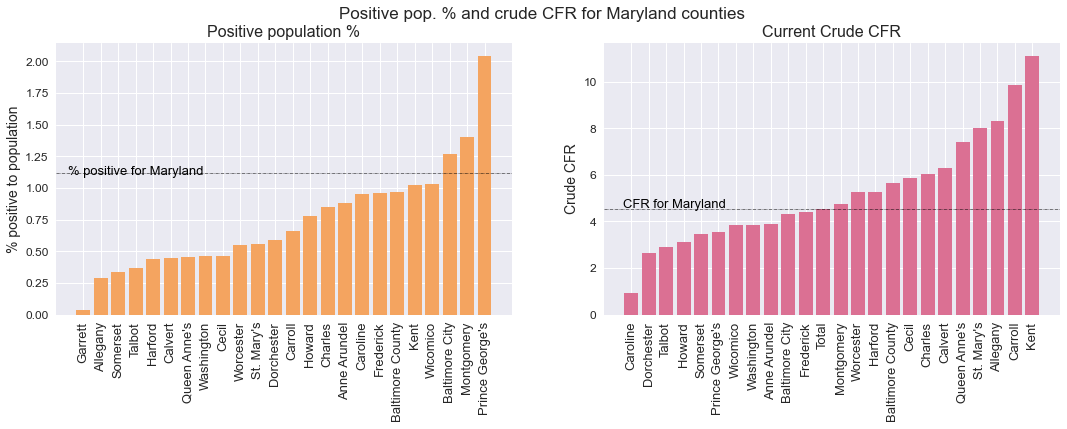 Positive pop. % and crude CFR for Maryland counties
Positive population %
% positive to population
2.00
1.75
1.50
1.25
1.00
0.75
0.50
0.25
0.00
% positive for Maryland
Garrett
Allegany
Somerset
Talbot
Harford
Calvert
Queen Anne's
Washington
Cecil
Worcester
St. Mary's
Dorchester
Carroll
Howard
Charles
Anne Arundel
Caroline
Frederick
Baltimore County
Kent
Wicomico
Baltimore City
Montgomery
Prince George's
Current Crude CFR
Crude CFR
10
8
6
4
2
0
CFR for Maryland
Caroline
Dorchester
Talbot
Howard
Somerset
Prince George's
Wicomico
Washington
Anne Arundel
Baltimore City
Frederick
Total
Montgomery
Worcester
Harford
Baltimore County
Cecil
Charles
Calvert
Queen Anne's
St. Mary's
Allegany
Carroll
Kent